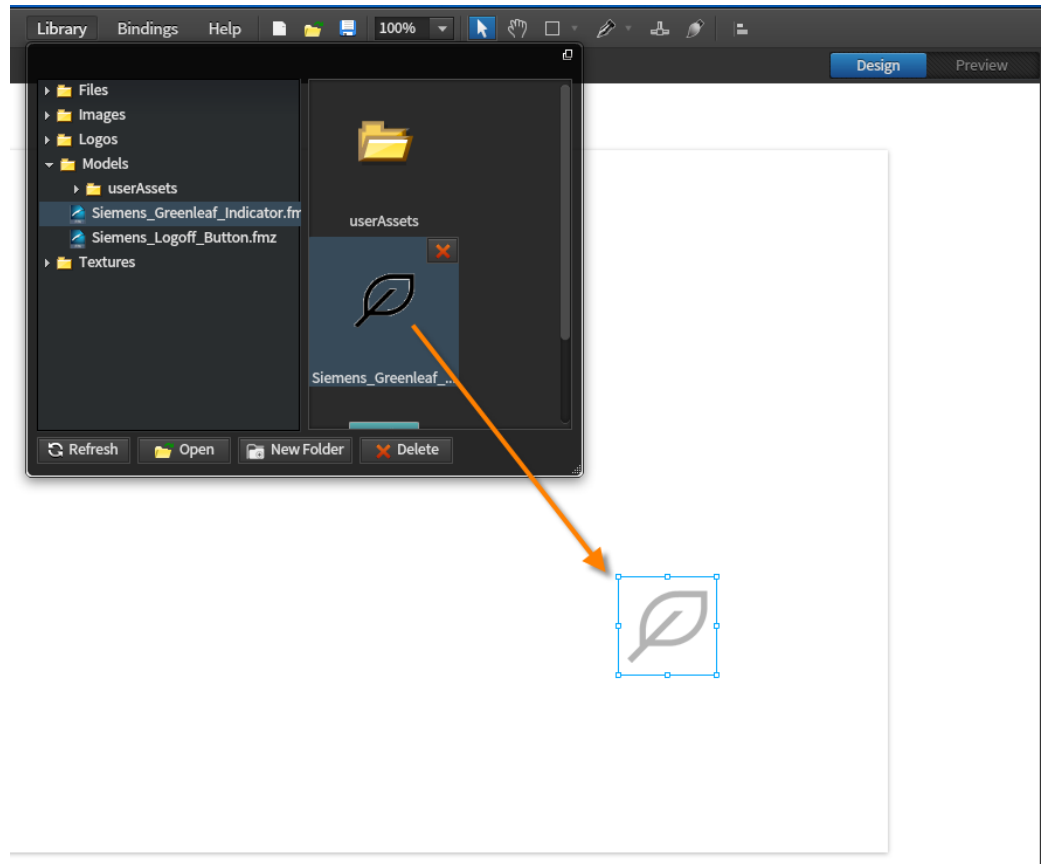 Library Bindings Help 100%
Design Preview
Files
Images
Logos
Models
userAssets
Siemens_Greenleaf_Indicator.fm
Siemens_Logoff_Button.fmz
Textures
userAssets
Siemens_Greenleaf_...
Refresh Open New Folder Delete